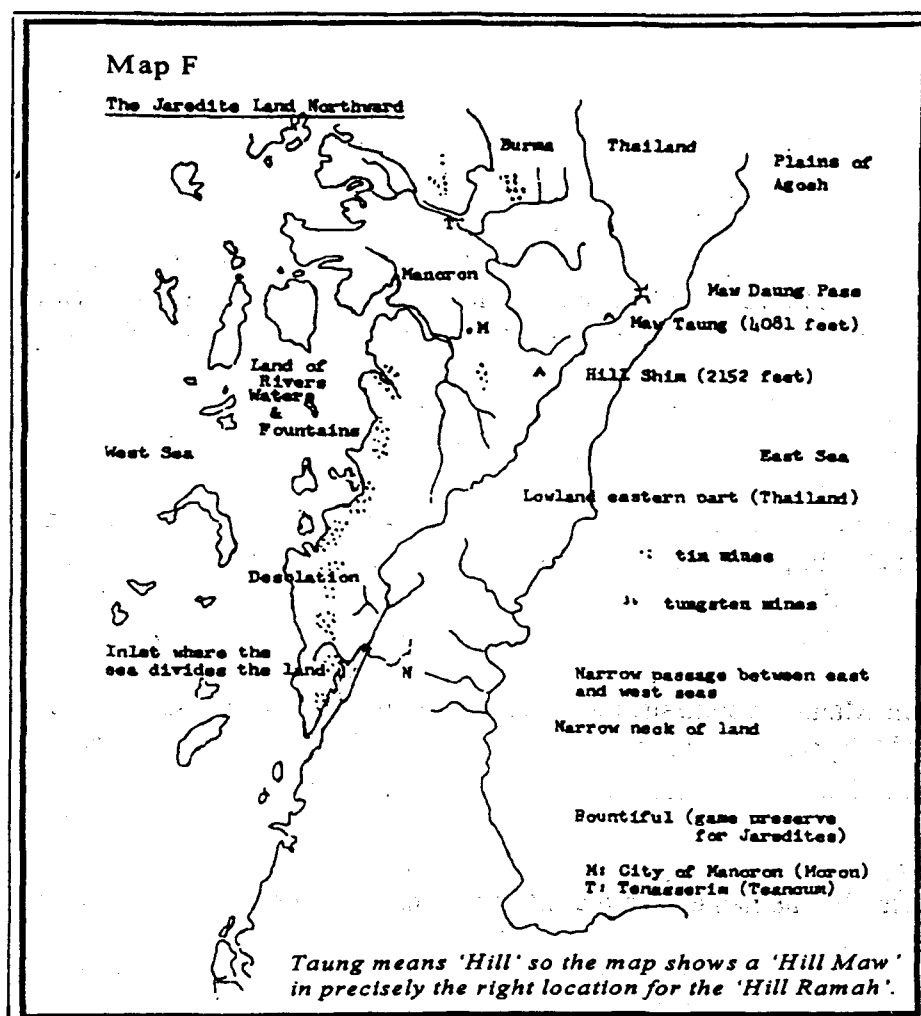 Map F
The Jaredite Land Northward
Burma
Thailand
Plains of
Agosh
T
Manoron
Maw Daung Pass
M
Maw Taung (4081 feet)
Land of
Rivers
Waters
&
Fountains
Hill Shim (2152 feet)
West Sea
East Sea
Lowland eastern part (Thailand)
tin mines
Desolation
tungsten mines
Inlet where the
sea divides the land
N
Narrow passage between east
and west seas
Narrow neck of land
Bountiful (game preserve
for Jaredites)
M: City of Manoron (Moron)
T: Tenasserim (Teancum)
Taung means 'Hill' so the map shows a 'Hill Maw'
in precisely the right location for the 'Hill Ramah'.